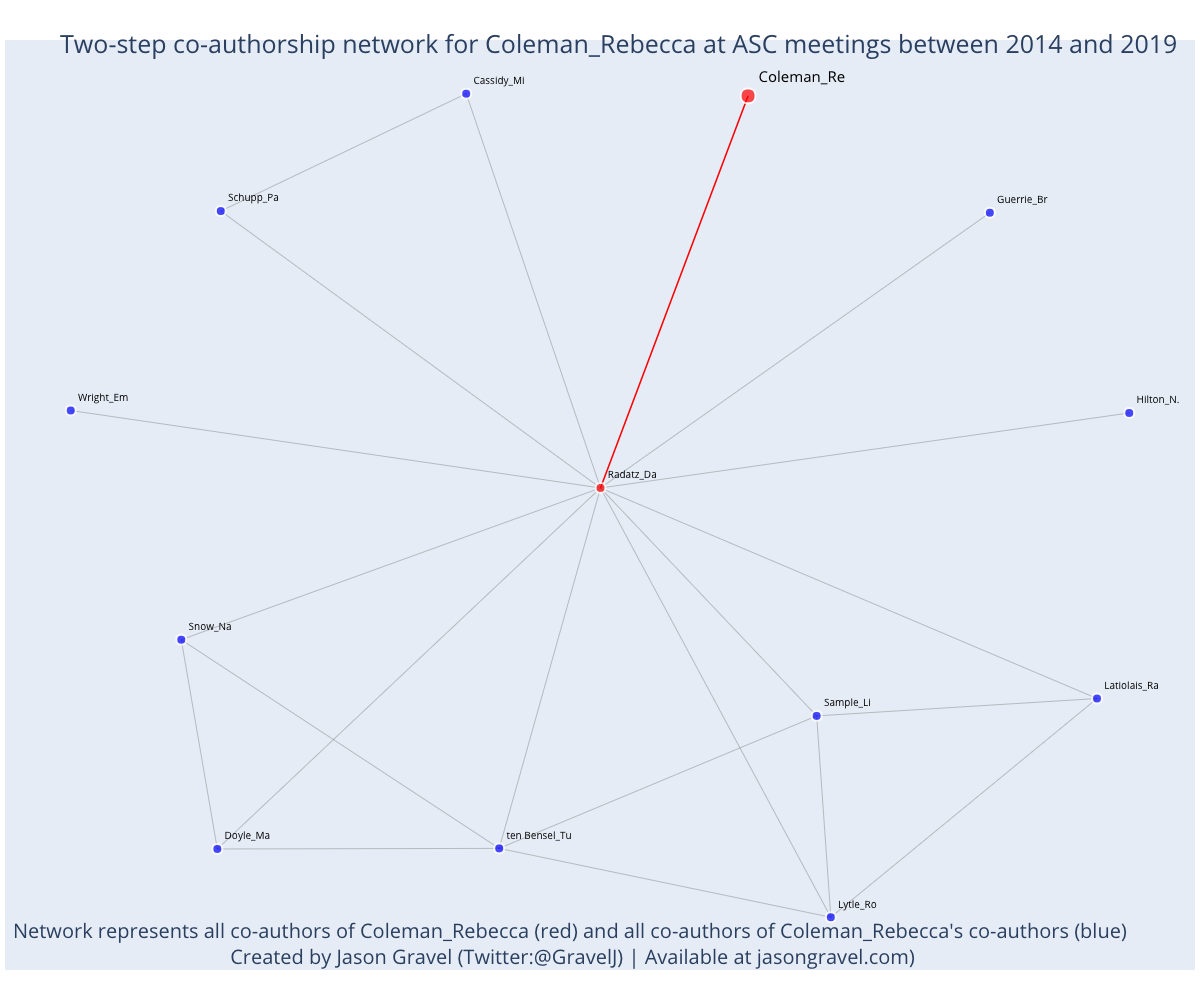 Two-step co-authorship network for Coleman_Rebecca at ASC meetings between 2014 and 2019
Coleman_Re
Cassidy_Mi
Schupp_Pa
Guerrie_Br
Wright_Em
Hilton_N.
Radatz_Da
Snow_Na
Latiolais_Ra
Sample_Li
Doyle_Ma
ten Bensel_Tu
Lytle_Ro
Network represents all co-authors of Coleman_Rebecca (red) and all co-authors of Coleman_Rebecca's co-authors (blue)
Created by Jason Gravel (Twitter:@GravelJ) | Available at jasongravel.com)